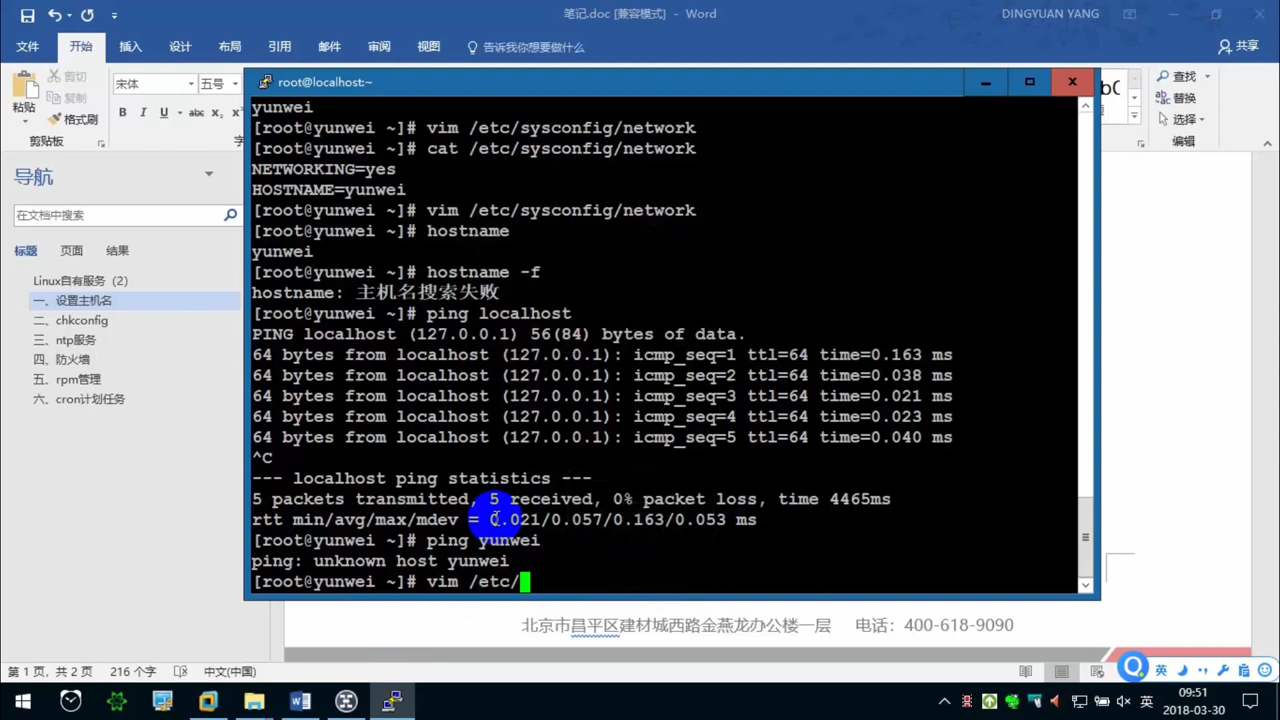 笔记.doc [兼容模式] - Word
DINGYUAN YANG
文件
开始
插入
设计
布局
引用
邮件
审阅
视图
告诉我你想要做什么
共享
粘贴
剪切
复制
格式刷
剪贴板
宋体
五号
B I U abc X₂ X²
字
查找
替换
选择
编辑
导航
在文档中搜索
标题 页面 结果
Linux自有服务（2）
一、设置主机名
二、chkconfig
三、ntp服务
四、防火墙
五、rpm管理
六、cron计划任务
root@localhost:~
yunwei
[root@yunwei ~]# vim /etc/sysconfig/network
[root@yunwei ~]# cat /etc/sysconfig/network
NETWORKING=yes
HOSTNAME=yunwei
[root@yunwei ~]# vim /etc/sysconfig/network
[root@yunwei ~]# hostname
yunwei
[root@yunwei ~]# hostname -f
hostname: 主机名搜索失败
[root@yunwei ~]# ping localhost
PING localhost (127.0.0.1) 56(84) bytes of data.
64 bytes from localhost (127.0.0.1): icmp_seq=1 ttl=64 time=0.163 ms
64 bytes from localhost (127.0.0.1): icmp_seq=2 ttl=64 time=0.038 ms
64 bytes from localhost (127.0.0.1): icmp_seq=3 ttl=64 time=0.021 ms
64 bytes from localhost (127.0.0.1): icmp_seq=4 ttl=64 time=0.023 ms
64 bytes from localhost (127.0.0.1): icmp_seq=5 ttl=64 time=0.040 ms
^C
--- localhost ping statistics ---
5 packets transmitted, 5 received, 0% packet loss, time 4465ms
rtt min/avg/max/mdev = 0.021/0.057/0.163/0.053 ms
[root@yunwei ~]# ping yunwei
ping: unknown host yunwei
[root@yunwei ~]# vim /etc/
北京市昌平区建材城西路金燕龙办公楼一层 电话：400-618-9090
第 1 页，共 2 页 216 个字 中文(中国)
英
英
09:51
2018-03-30